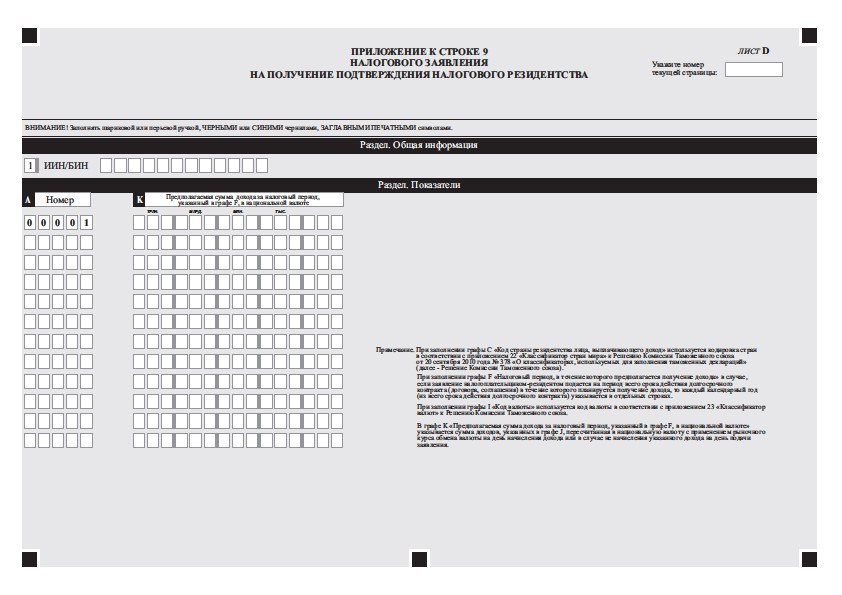 ПРИЛОЖЕНИЕ К СТРОКЕ 9
НАЛОГОВОГО ЗАЯВЛЕНИЯ
НА ПОЛУЧЕНИЕ ПОДТВЕРЖДЕНИЯ НАЛОГОВОГО РЕЗИДЕНТСТВА
ЛИСТ D
Укажите номер
текущей страницы:
ВНИМАНИЕ! Заполнять шариковой или перьевой ручкой, ЧЕРНЫМИ или СИНИМИ чернилами, ЗАГЛАВНЫМИ ПЕЧАТНЫМИ символами.
Раздел. Общая информация
1 ИИН/БИН
Раздел. Показатели
A Номер
K Предполагаемая сумма дохода за налоговый период,
указанный в графе F, в национальной валюте
трлн. млрд. млн. тыс.
0 0 0 0 1
Примечание. При заполнении графы C «Код страны резидентства лица, выплачивающего доход» используется кодировка стран
в соответствии с приложением 22 «Классификатор стран мира» к Решению Комиссии Таможенного союза
от 20 сентября 2010 года № 378 «О классификаторах, используемых для заполнения таможенных деклараций»
(далее - Решение Комиссии Таможенного союза).
При заполнении графы F «Налоговый период, в течение которого предполагается получение дохода» в случае,
если заявление налогоплательщиком-резидентом подается на период всего срока действия долгосрочного
контракта (договора, соглашения) в течение которого планируется получение дохода, то каждый календарный год
(из всего срока действия долгосрочного контракта) указывается в отдельных строках.
При заполнении графы I «Код валюты» используется код валюты в соответствии с приложением 23 «Классификатор
валют» к Решению Комиссии Таможенного союза.
В графе K «Предполагаемая сумма дохода за налоговый период, указанный в графе F, в национальной валюте»
указывается сумма доходов, указанных в графе J, пересчитанная в национальную валюту с применением рыночного
курса обмена валюты на день начисления дохода или в случае не начисления указанного дохода на день подачи
заявления.